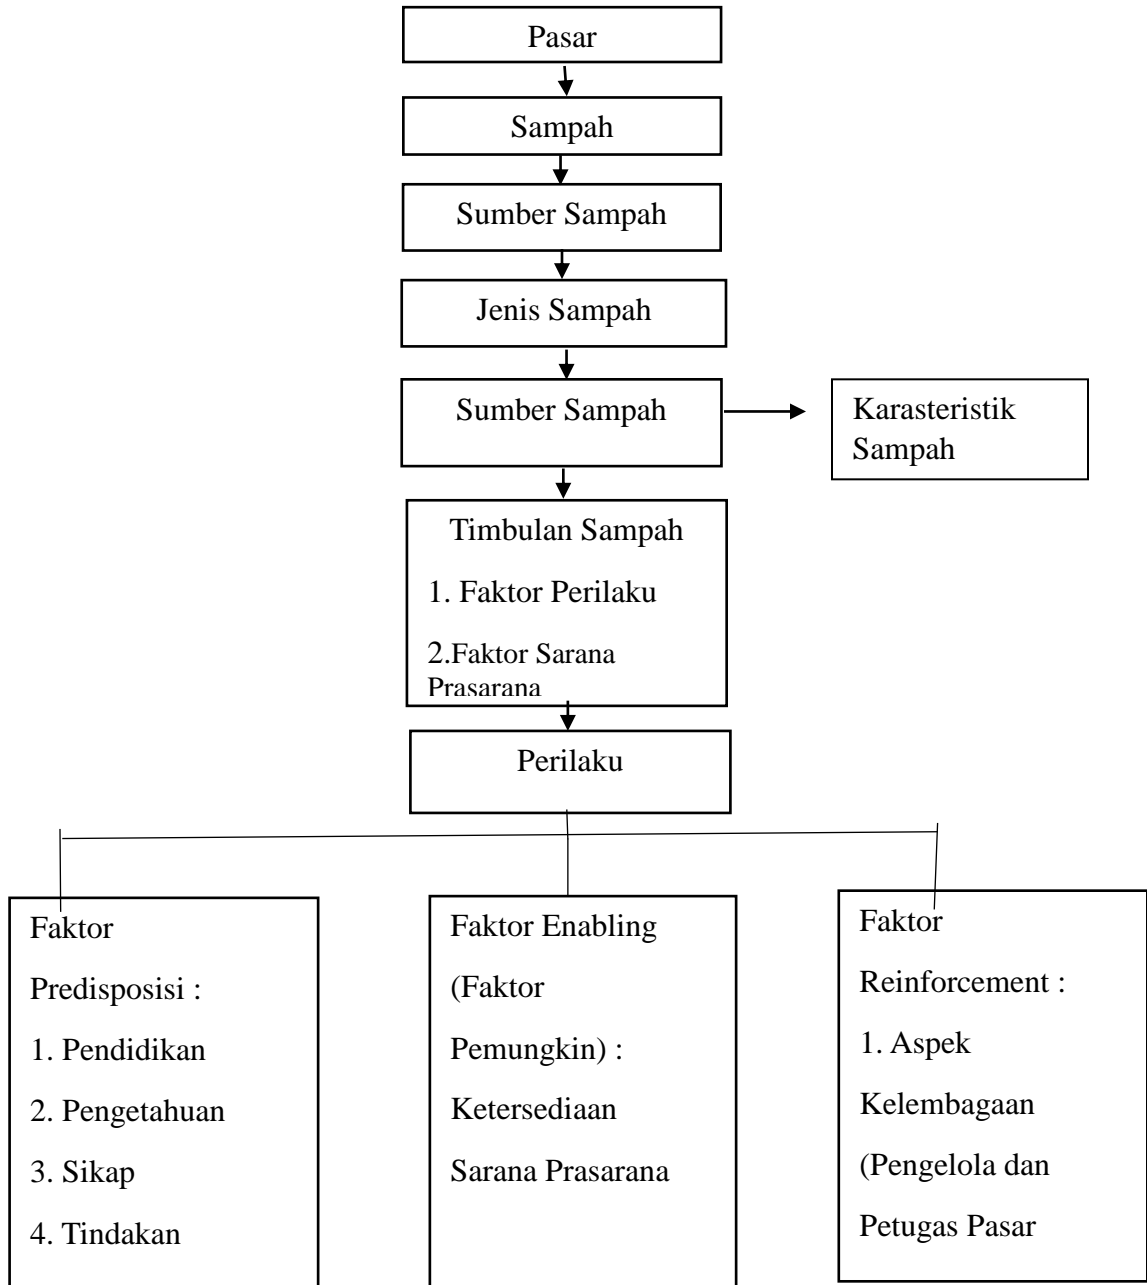 Pasar
Sampah
Sumber Sampah
Jenis Sampah
Sumber Sampah
Karasteristik
Sampah
Timbulan Sampah
1. Faktor Perilaku
2.Faktor Sarana
Prasarana
Perilaku
Faktor
Predisposisi :
1. Pendidikan
2. Pengetahuan
3. Sikap
4. Tindakan
Faktor Enabling
(Faktor
Pemungkin) :
Ketersediaan
Sarana Prasarana
Faktor
Reinforcement :
1. Aspek
Kelembagaan
(Pengelola dan
Petugas Pasar